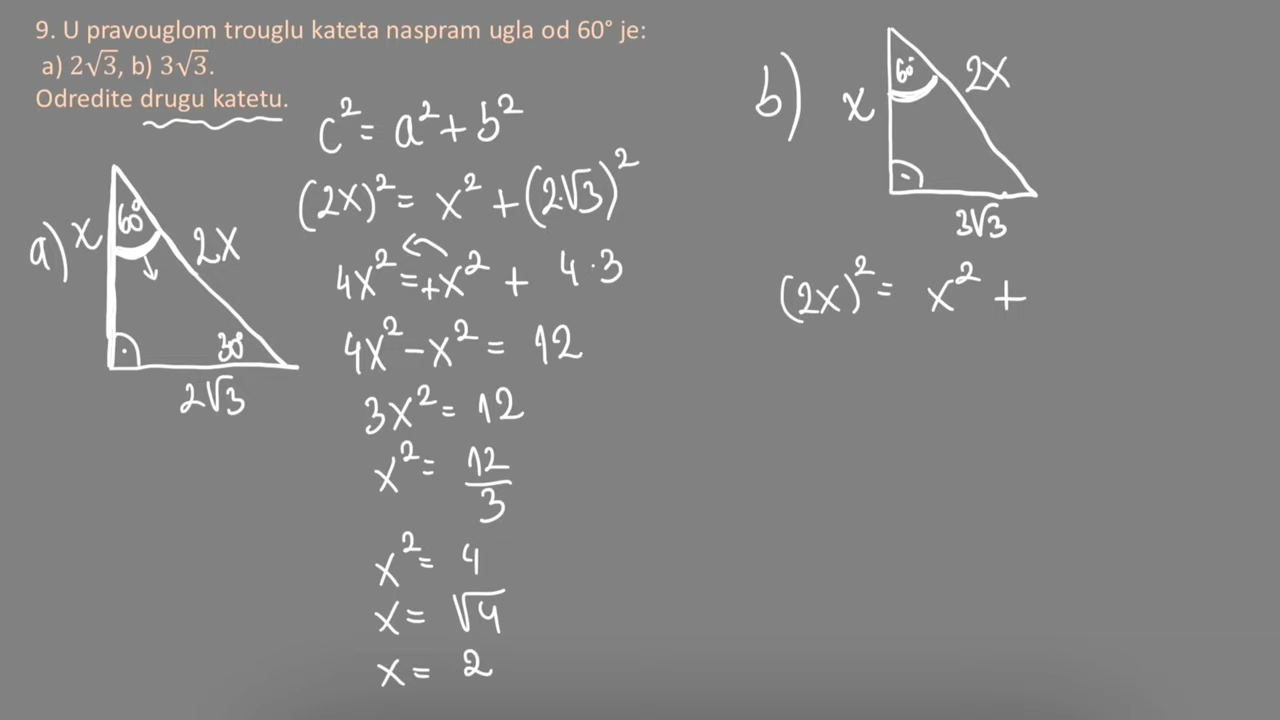 9. U pravouglom trouglu kateta naspram ugla od 60° je:
a) 2√3, b) 3√3.
Odredite drugu katetu.
a)
x
60°
2x
30°
2√3
c² = a² + b²
(2x)² = x² + (2·√3)²
4x² = +x² + 4·3
4x² - x² = 12
3x² = 12
x² = 12/3
x² = 4
x = √4
x = 2
b)
x
60°
2x
3√3
(2x)² = x² +